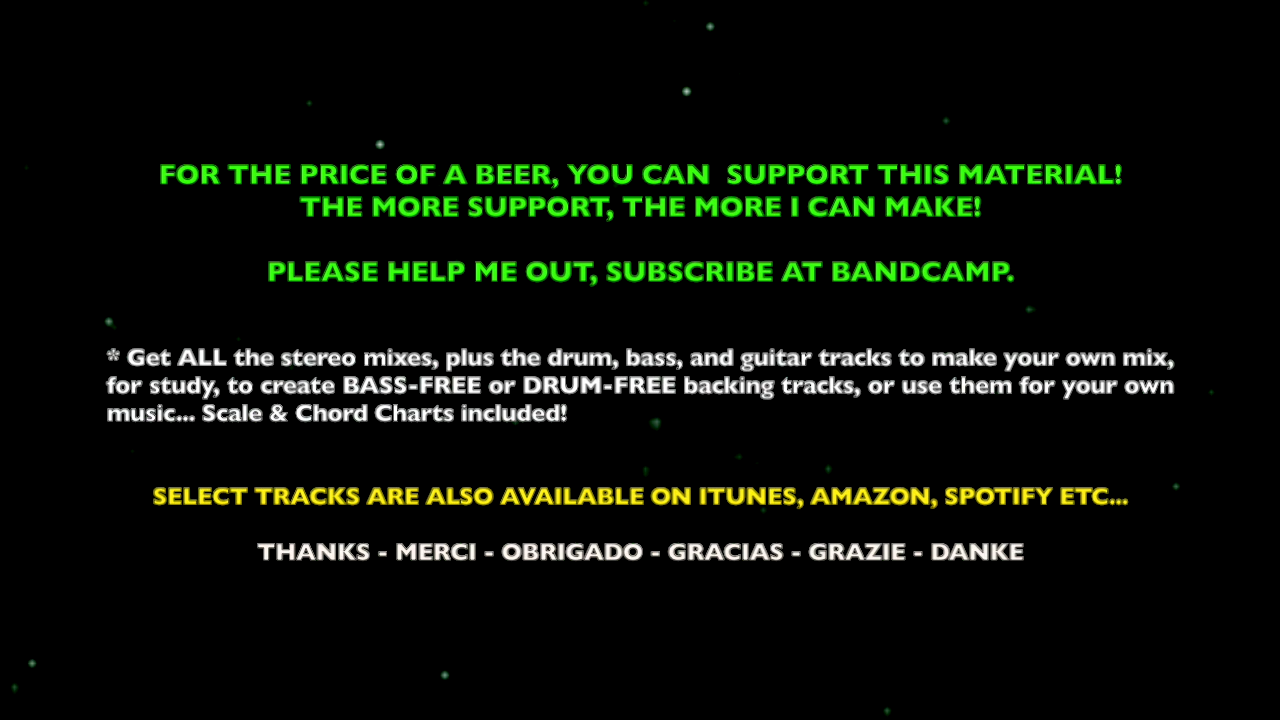 FOR THE PRICE OF A BEER, YOU CAN  SUPPORT THIS MATERIAL!
THE MORE SUPPORT, THE MORE I CAN MAKE!
PLEASE HELP ME OUT, SUBSCRIBE AT BANDCAMP.
* Get ALL the stereo mixes, plus the drum, bass, and guitar tracks to make your own mix,
for study, to create BASS-FREE or DRUM-FREE backing tracks, or use them for your own
music... Scale & Chord Charts included!
SELECT TRACKS ARE ALSO AVAILABLE ON ITUNES, AMAZON, SPOTIFY ETC...
THANKS - MERCI - OBRIGADO - GRACIAS - GRAZIE - DANKE